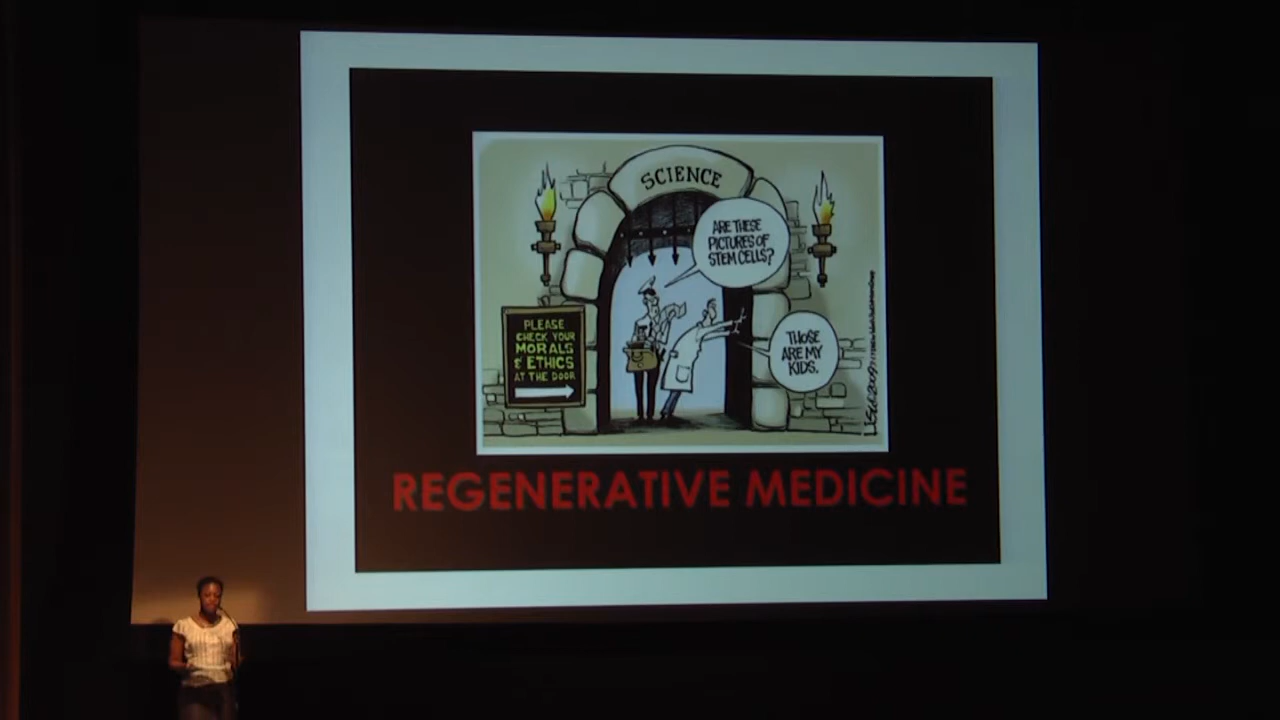 SCIENCE
ARE THESE
PICTURES OF
STEM CELLS?
PLEASE
CHECK YOUR
MORALS
& ETHICS
AT THE DOOR
THOSE
ARE MY
KIDS.
REGENERATIVE MEDICINE